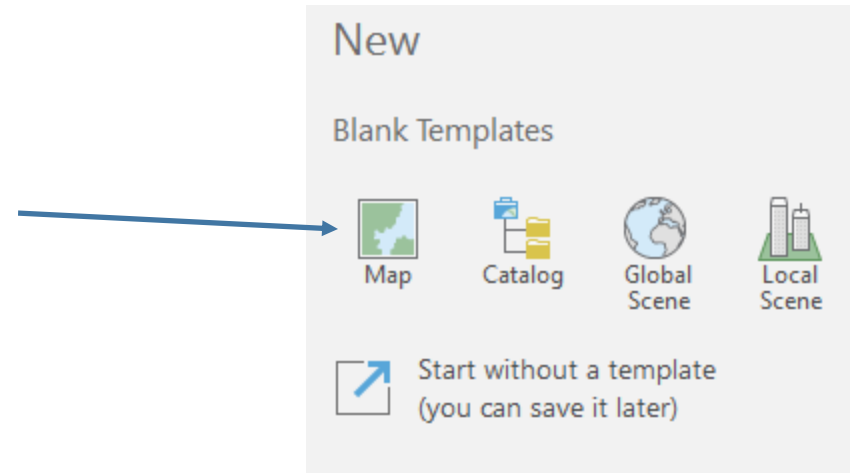 New
Blank Templates
Map
Catalog
Global
Scene
Local
Scene
Start without a template
(you can save it later)